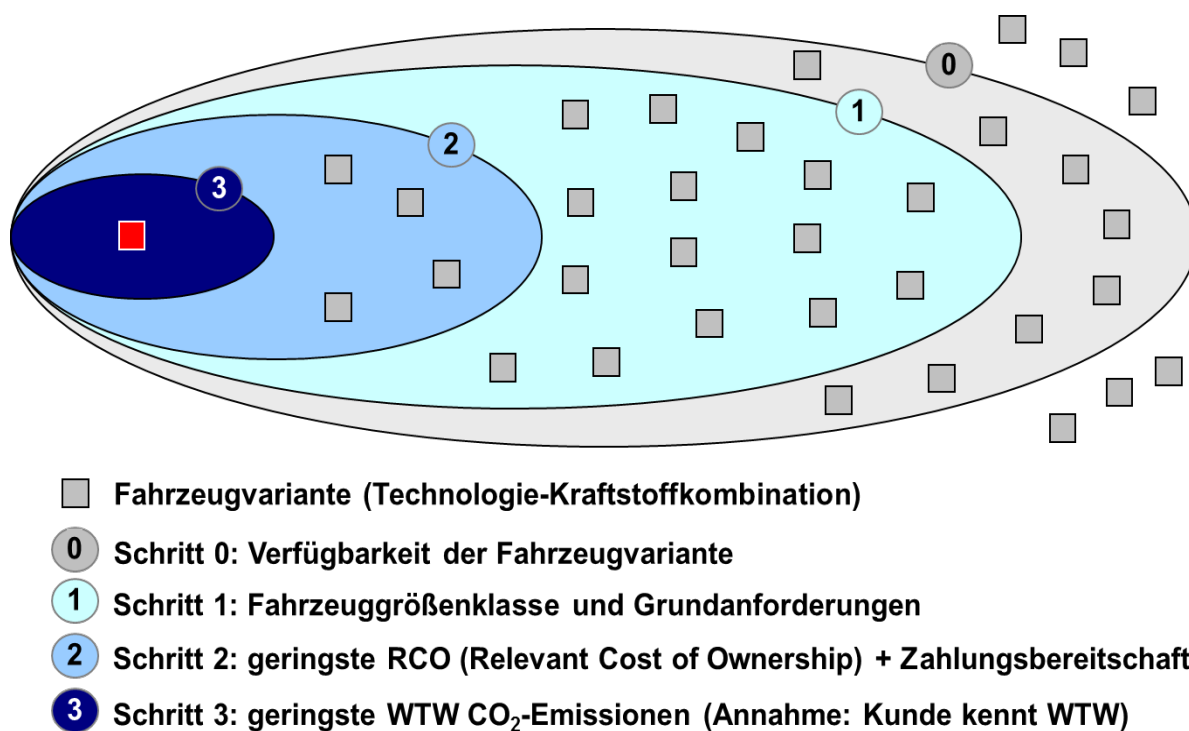 0
1
2
3
Fahrzeugvariante (Technologie-Kraftstoffkombination)
0 Schritt 0: Verfügbarkeit der Fahrzeugvariante
1 Schritt 1: Fahrzeuggrößenklasse und Grundanforderungen
2 Schritt 2: geringste RCO (Relevant Cost of Ownership) + Zahlungsbereitschaft
3 Schritt 3: geringste WTW CO₂-Emissionen (Annahme: Kunde kennt WTW)